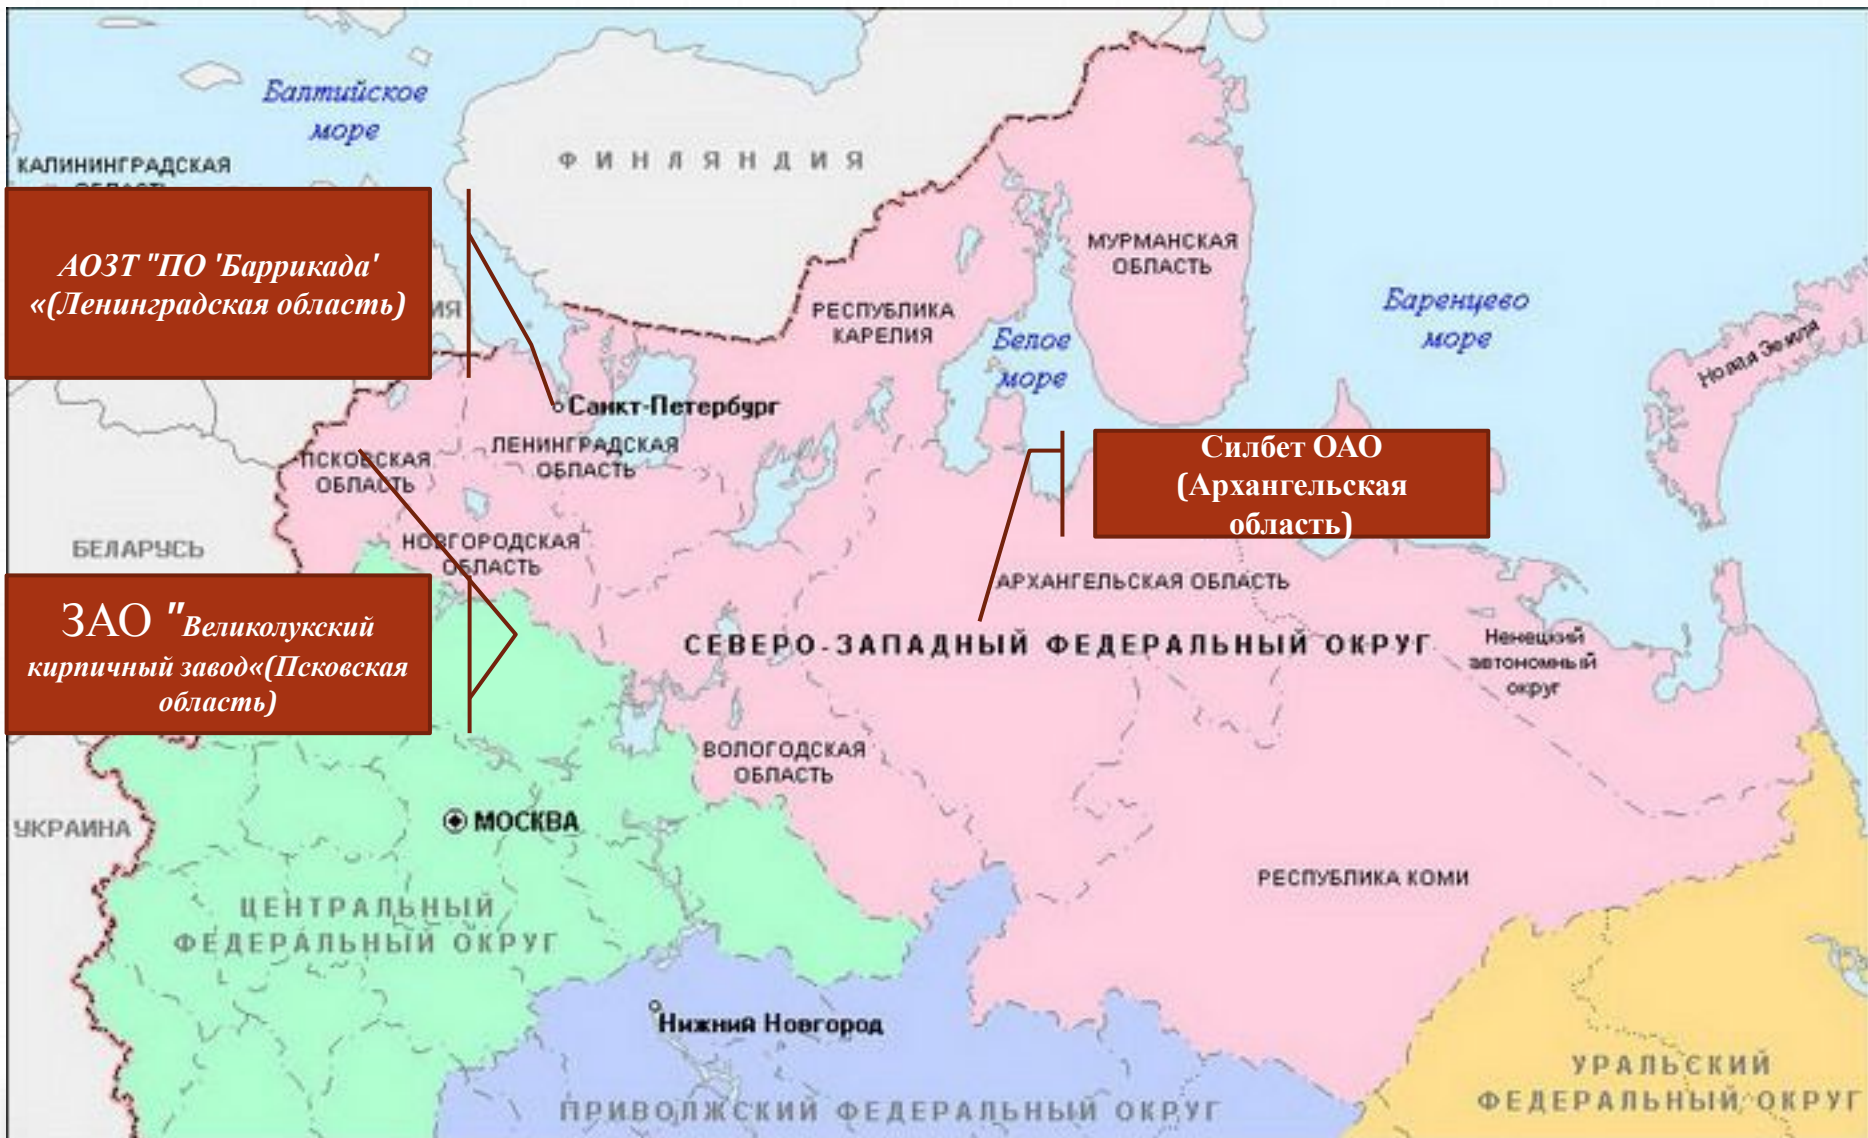 Балтийское
море
ФИНЛЯНДИЯ
КАЛИНИНГРАДСКАЯ
ОБЛАСТЬ
АОЗТ "ПО 'Баррикада'
«(Ленинградская область)
МУРМАНСКАЯ
ОБЛАСТЬ
РЕСПУБЛИКА
КАРЕЛИЯ
Белое
море
Баренцево
море
Новая Земля
Санкт-Петербург
ЛЕНИНГРАДСКАЯ
ОБЛАСТЬ
ПСКОВСКАЯ
ОБЛАСТЬ
Силбет ОАО
(Архангельская
область)
БЕЛАРУСЬ
НОВГОРОДСКАЯ
ОБЛАСТЬ
АРХАНГЕЛЬСКАЯ ОБЛАСТЬ
ЗАО "Великолукский
кирпичный завод«(Псковская
область)
СЕВЕРО-ЗАПАДНЫЙ ФЕДЕРАЛЬНЫЙ ОКРУГ
Ненецкий
автономный
округ
ВОЛОГОДСКАЯ
ОБЛАСТЬ
УКРАИНА
МОСКВА
РЕСПУБЛИКА КОМИ
ЦЕНТРАЛЬНЫЙ
ФЕДЕРАЛЬНЫЙ ОКРУГ
Нижний Новгород
УРАЛЬСКИЙ
ФЕДЕРАЛЬНЫЙ ОКРУГ
ПРИВОЛЖСКИЙ ФЕДЕРАЛЬНЫЙ ОКРУГ